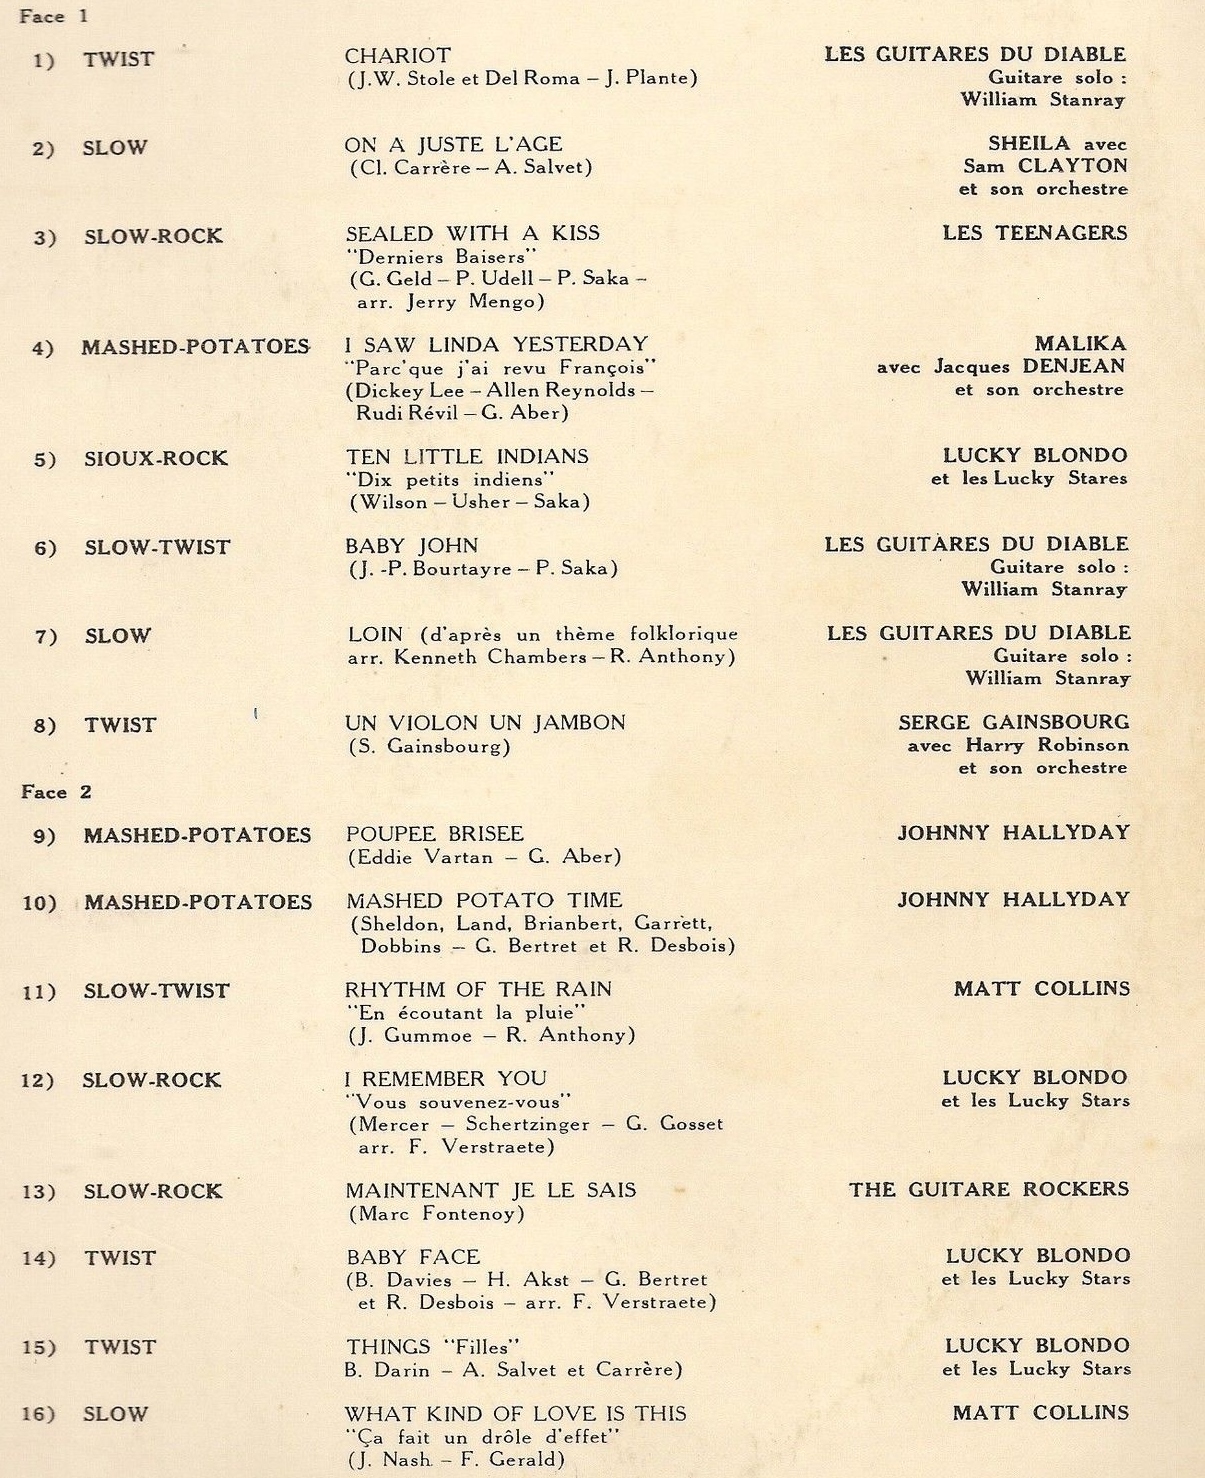 Face 1
1) TWIST CHARIOT LES GUITARES DU DIABLE
(J.W. Stole et Del Roma – J. Plante) Guitare solo :
William Stanray
2) SLOW ON A JUSTE L'AGE SHEILA avec
(Cl. Carrère – A. Salvet) Sam CLAYTON
et son orchestre
3) SLOW-ROCK SEALED WITH A KISS LES TEENAGERS
"Derniers Baisers"
(G. Geld – P. Udell – P. Saka –
arr. Jerry Mengo)
4) MASHED-POTATOES I SAW LINDA YESTERDAY MALIKA
"Parc'que j'ai revu François" avec Jacques DENJEAN
(Dickey Lee – Allen Reynolds – et son orchestre
Rudi Révil – G. Aber)
5) SIOUX-ROCK TEN LITTLE INDIANS LUCKY BLONDO
"Dix petits indiens" et les Lucky Stares
(Wilson – Usher – Saka)
6) SLOW-TWIST BABY JOHN LES GUITARES DU DIABLE
(J. -P. Bourtayre – P. Saka) Guitare solo :
William Stanray
7) SLOW LOIN (d'après un thème folklorique LES GUITARES DU DIABLE
arr. Kenneth Chambers – R. Anthony) Guitare solo :
William Stanray
8) TWIST UN VIOLON UN JAMBON SERGE GAINSBOURG
(S. Gainsbourg) avec Harry Robinson
et son orchestre
Face 2
9) MASHED-POTATOES POUPEE BRISEE JOHNNY HALLYDAY
(Eddie Vartan – G. Aber)
10) MASHED-POTATOES MASHED POTATO TIME JOHNNY HALLYDAY
(Sheldon, Land, Brianbert, Garrett,
Dobbins – G. Bertret et R. Desbois)
11) SLOW-TWIST RHYTHM OF THE RAIN MATT COLLINS
"En écoutant la pluie"
(J. Gummoe – R. Anthony)
12) SLOW-ROCK I REMEMBER YOU LUCKY BLONDO
"Vous souvenez-vous" et les Lucky Stars
(Mercer – Schertzinger – G. Gosset
arr. F. Verstraete)
13) SLOW-ROCK MAINTENANT JE LE SAIS THE GUITARE ROCKERS
(Marc Fontenoy)
14) TWIST BABY FACE LUCKY BLONDO
(B. Davies – H. Akst – G. Bertret et les Lucky Stars
et R. Desbois – arr. F. Verstraete)
15) TWIST THINGS "Filles" LUCKY BLONDO
B. Darin – A. Salvet et Carrère) et les Lucky Stars
16) SLOW WHAT KIND OF LOVE IS THIS MATT COLLINS
"Ça fait un drôle d'effet"
(J. Nash – F. Gerald)